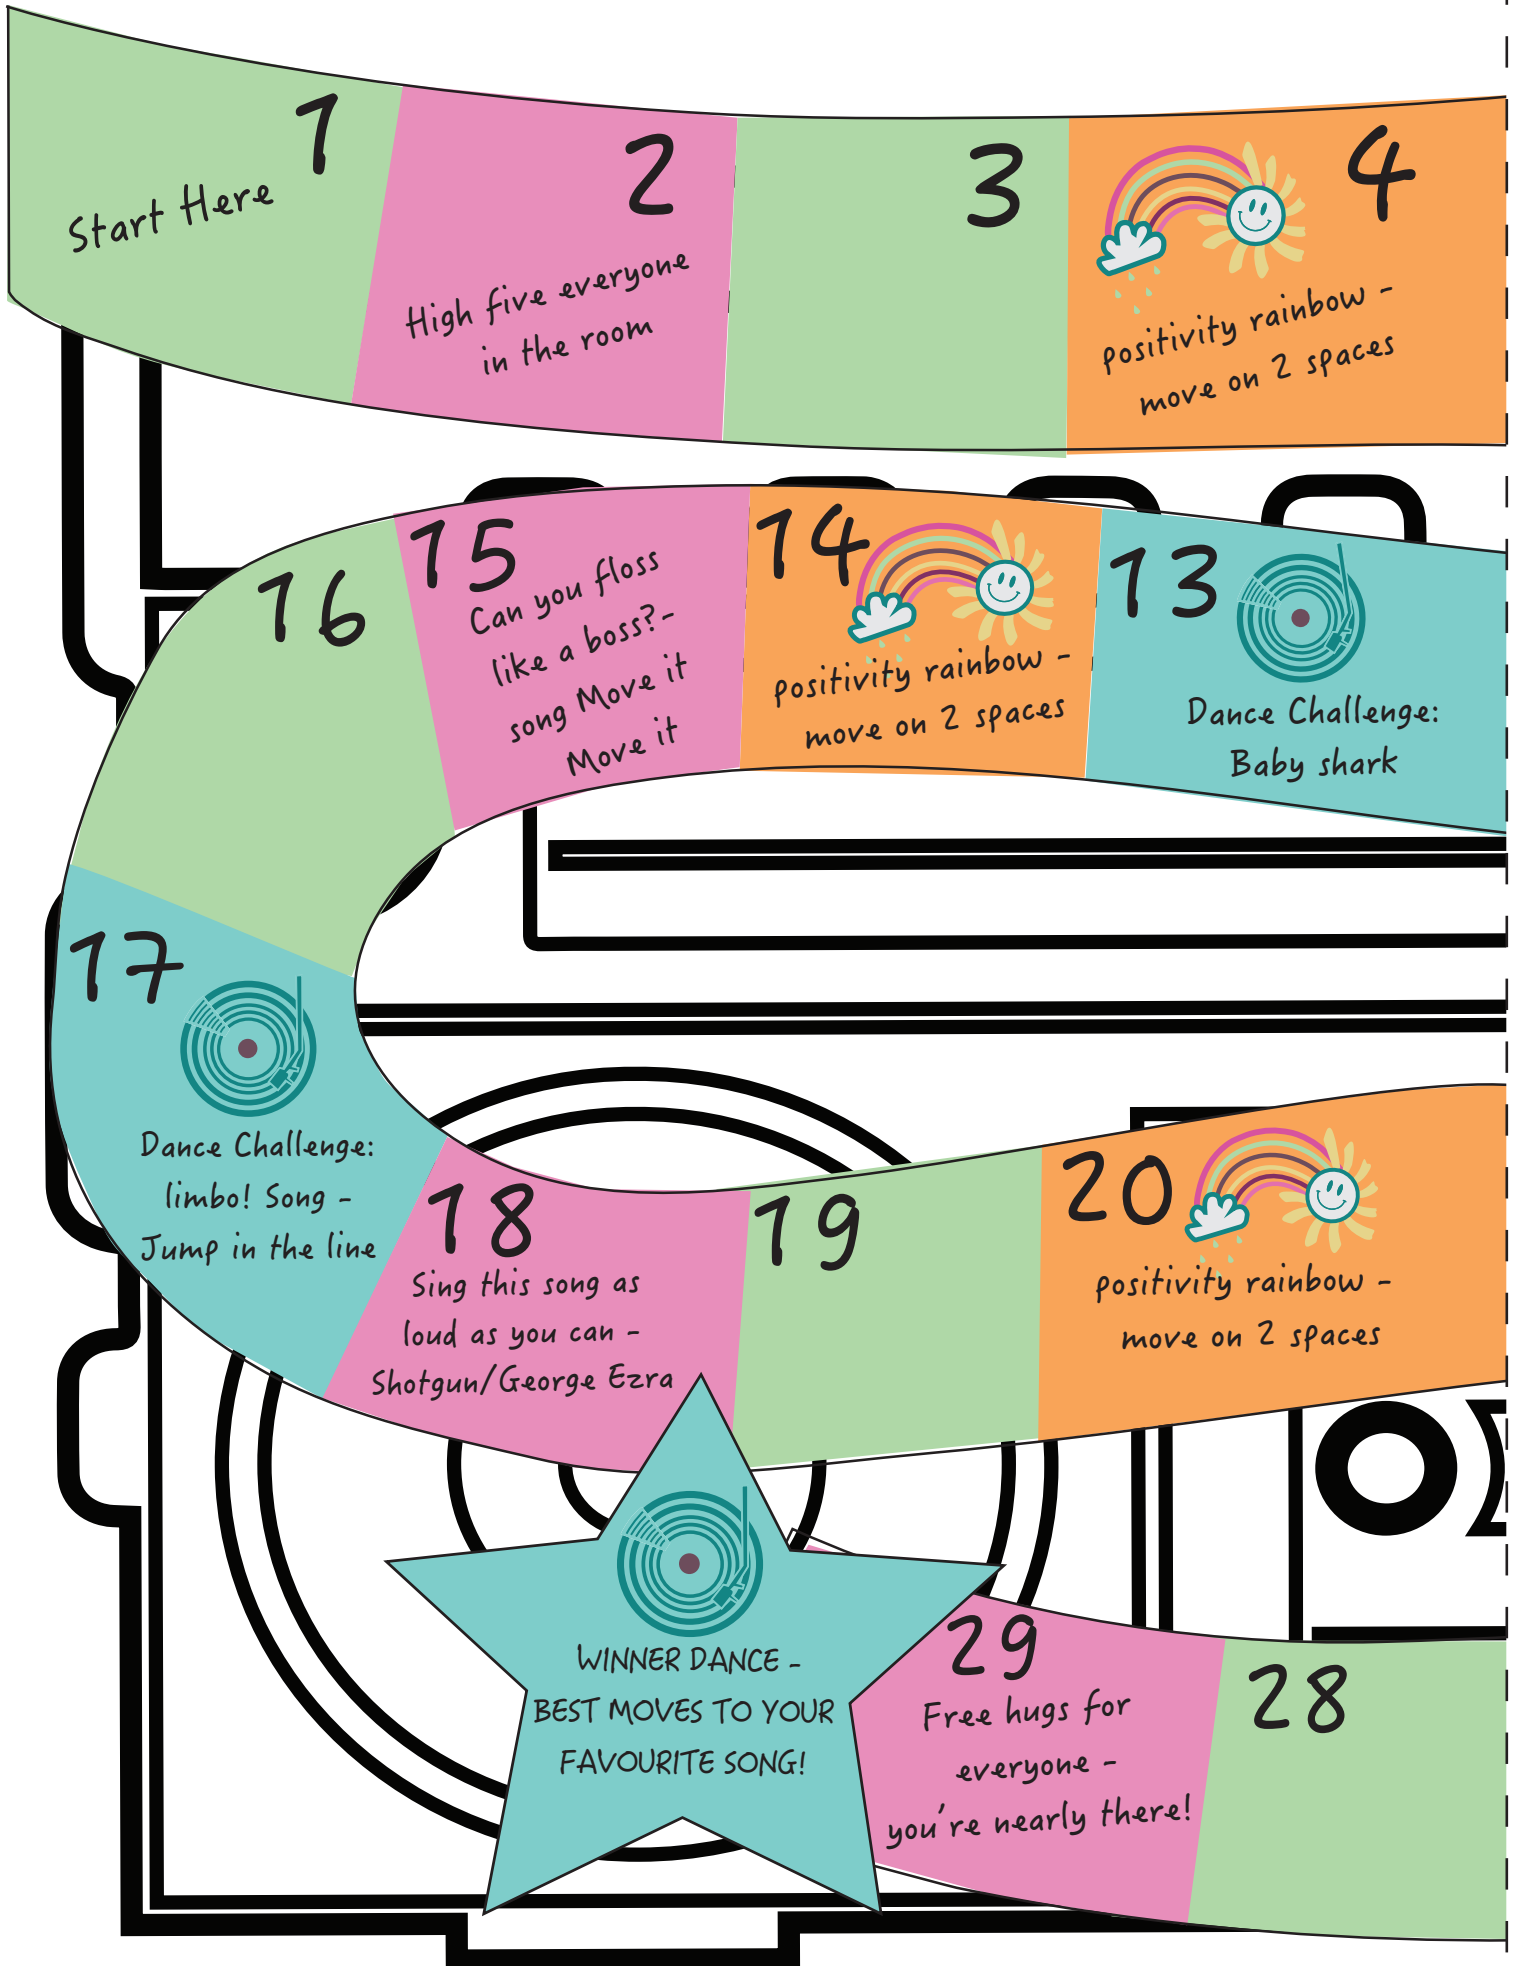 1
Start Here
2
High five everyone
in the room
3
4
positivity rainbow -
move on 2 spaces
16
15
Can you floss
like a boss?-
song Move it
Move it
14
positivity rainbow -
move on 2 spaces
13
Dance Challenge:
Baby shark
17
Dance Challenge:
limbo! Song -
Jump in the line
18
Sing this song as
loud as you can -
Shotgun/George Ezra
19
20
positivity rainbow -
move on 2 spaces
WINNER DANCE -
BEST MOVES TO YOUR
FAVOURITE SONG!
29
Free hugs for
everyone -
you're nearly there!
28